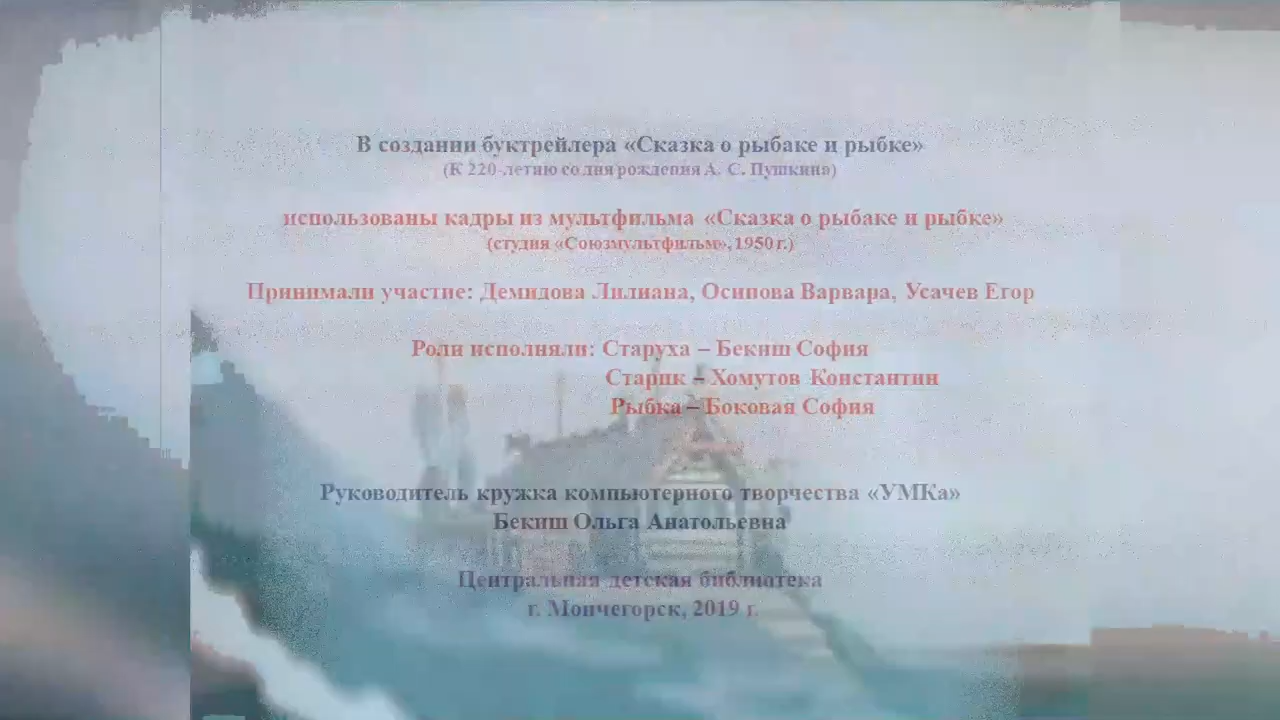 В создании буктрейлера «Сказка о рыбаке и рыбке»
(К 220-летию со дня рождения А. С. Пушкина)
использованы кадры из мультфильма «Сказка о рыбаке и рыбке»
(студия «Союзмультфильм», 1950 г.)
Принимали участие: Демидова Лилиана, Осипова Варвара, Усачев Егор
Роли исполняли: Старуха – Бекиш София
Старик – Хомутов Константин
Рыбка – Боковая София
Руководитель кружка компьютерного творчества «УМКа»
Бекиш Ольга Анатольевна
Центральная детская библиотека
г. Мончегорск, 2019 г.